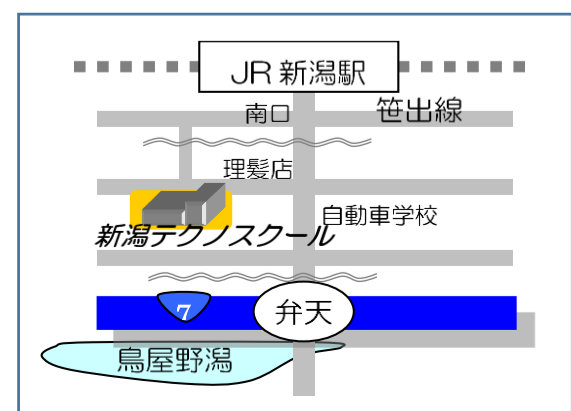 JR 新潟駅
南口
笹出線
理髪店
自動車学校
新潟テクノスクール
7
弁天
鳥屋野潟